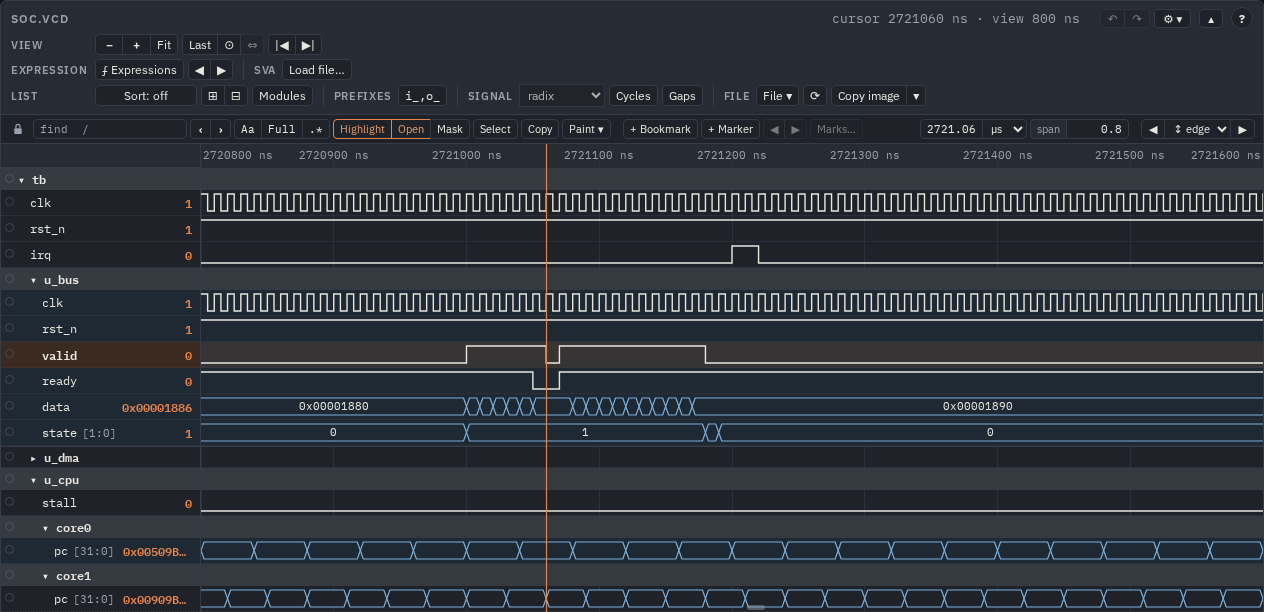 SOC.VCD cursor 2721060 ns · view 800 ns ↶ ↷ ⚙ ▾ ▲ ?
VIEW − + Fit Last ⊙ ⇔ |◀ ▶|
EXPRESSION ⨍ Expressions ◀ ▶ SVA Load file...
LIST Sort: off ⊞ ⊟ Modules PREFIXES i_,o_ SIGNAL radix Cycles Gaps FILE File ▾ ⟳ Copy image ▾
find / ‹ › Aa Full .* Highlight Open Mask Select Copy Paint ▾ + Bookmark + Marker ◀ ▶ Marks... 2721.06 µs span 0.8 ◀ ↕ edge ▶
2720800 ns 2720900 ns 2721000 ns 2721100 ns 2721200 ns 2721300 ns 2721400 ns 2721500 ns 2721600 ns
▾ tb
clk 1
rst_n 1
irq 0
▾ u_bus
clk 1
rst_n 1
valid 0
ready 0
data 0x00001886 0x00001880 0x00001890
state [1:0] 1 0 1 0
▸ u_dma
▾ u_cpu
stall 0
▾ core0
pc [31:0] 0x00509B…
▾ core1
pc [31:0] 0x00909B…